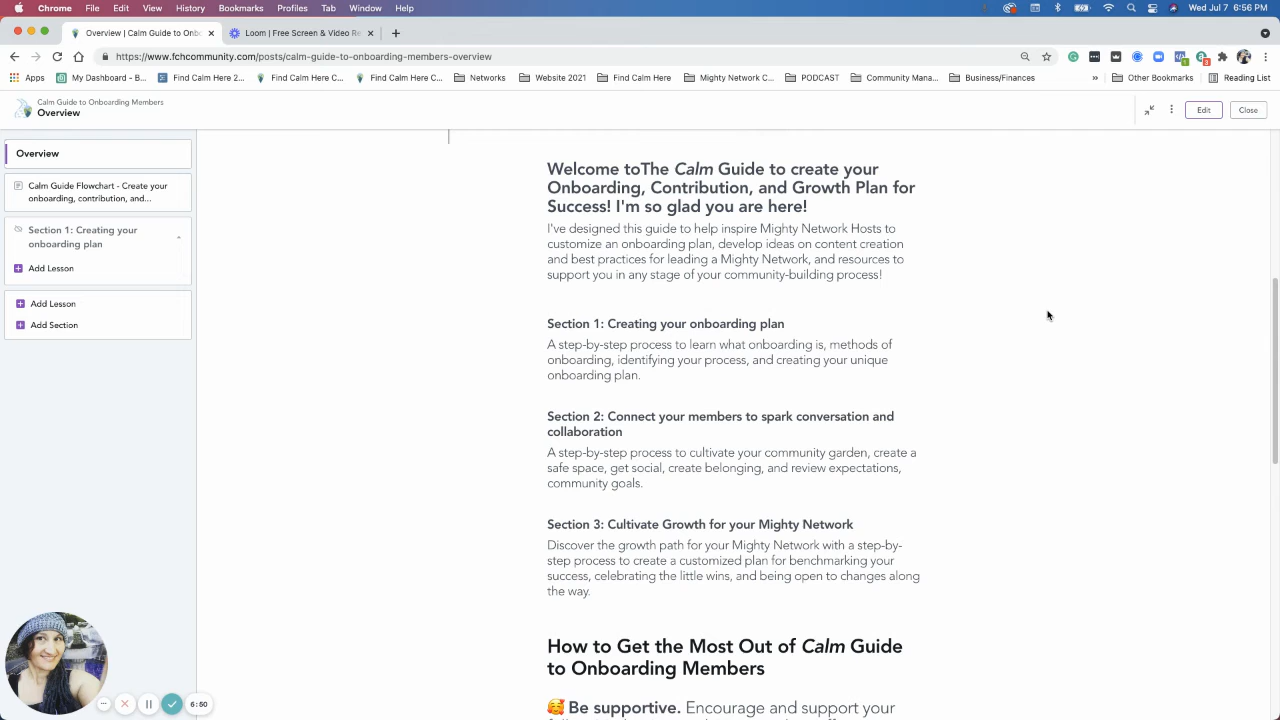 Chrome File Edit View History Bookmarks Profiles Tab Window Help
Wed Jul 7 6:56 PM
Overview | Calm Guide to Onbo
Loom | Free Screen & Video Re
https://www.fchcommunity.com/posts/calm-guide-to-onboarding-members-overview
Apps My Dashboard - B... Find Calm Here 2... Find Calm Here C... Find Calm Here C... Networks Website 2021 Find Calm Here Mighty Network C... PODCAST Community Mana... Business/Finances » Other Bookmarks Reading List
Calm Guide to Onboarding Members
Overview
Edit
Close
Overview
Calm Guide Flowchart - Create your
onboarding, contribution, and...
Section 1: Creating your
onboarding plan
Add Lesson
Add Lesson
Add Section
Welcome toThe Calm Guide to create your
Onboarding, Contribution, and Growth Plan for
Success! I'm so glad you are here!
I've designed this guide to help inspire Mighty Network Hosts to
customize an onboarding plan, develop ideas on content creation
and best practices for leading a Mighty Network, and resources to
support you in any stage of your community-building process!
Section 1: Creating your onboarding plan
A step-by-step process to learn what onboarding is, methods of
onboarding, identifying your process, and creating your unique
onboarding plan.
Section 2: Connect your members to spark conversation and
collaboration
A step-by-step process to cultivate your community garden, create a
safe space, get social, create belonging, and review expectations,
community goals.
Section 3: Cultivate Growth for your Mighty Network
Discover the growth path for your Mighty Network with a step-by-
step process to create a customized plan for benchmarking your
success, celebrating the little wins, and being open to changes along
the way.
How to Get the Most Out of Calm Guide
to Onboarding Members
🥰 Be supportive. Encourage and support your
6:50